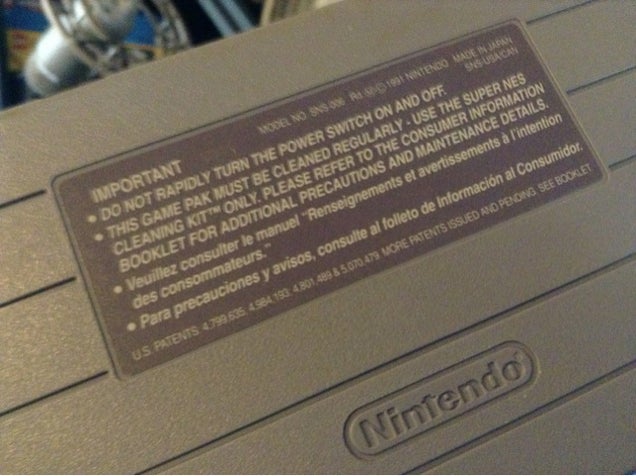 MODEL NO. SNS-006 Rd. ⓜⓒ1991 NINTENDO MADE IN JAPAN
SNS-USA/CAN
IMPORTANT
• DO NOT RAPIDLY TURN THE POWER SWITCH ON AND OFF.
• THIS GAME PAK MUST BE CLEANED REGULARLY - USE THE SUPER NES
CLEANING KIT™ ONLY. PLEASE REFER TO THE CONSUMER INFORMATION
BOOKLET FOR ADDITIONAL PRECAUTIONS AND MAINTENANCE DETAILS.
• Veuillez consulter le manuel "Renseignements et avertissements à l'intention
des consommateurs."
• Para precauciones y avisos, consulte al folleto de Información al Consumidor.
U.S. PATENTS 4,799,635; 4,984,193; 4,801,489 & 5,070,479 MORE PATENTS ISSUED AND PENDING, SEE BOOKLET
Nintendo®